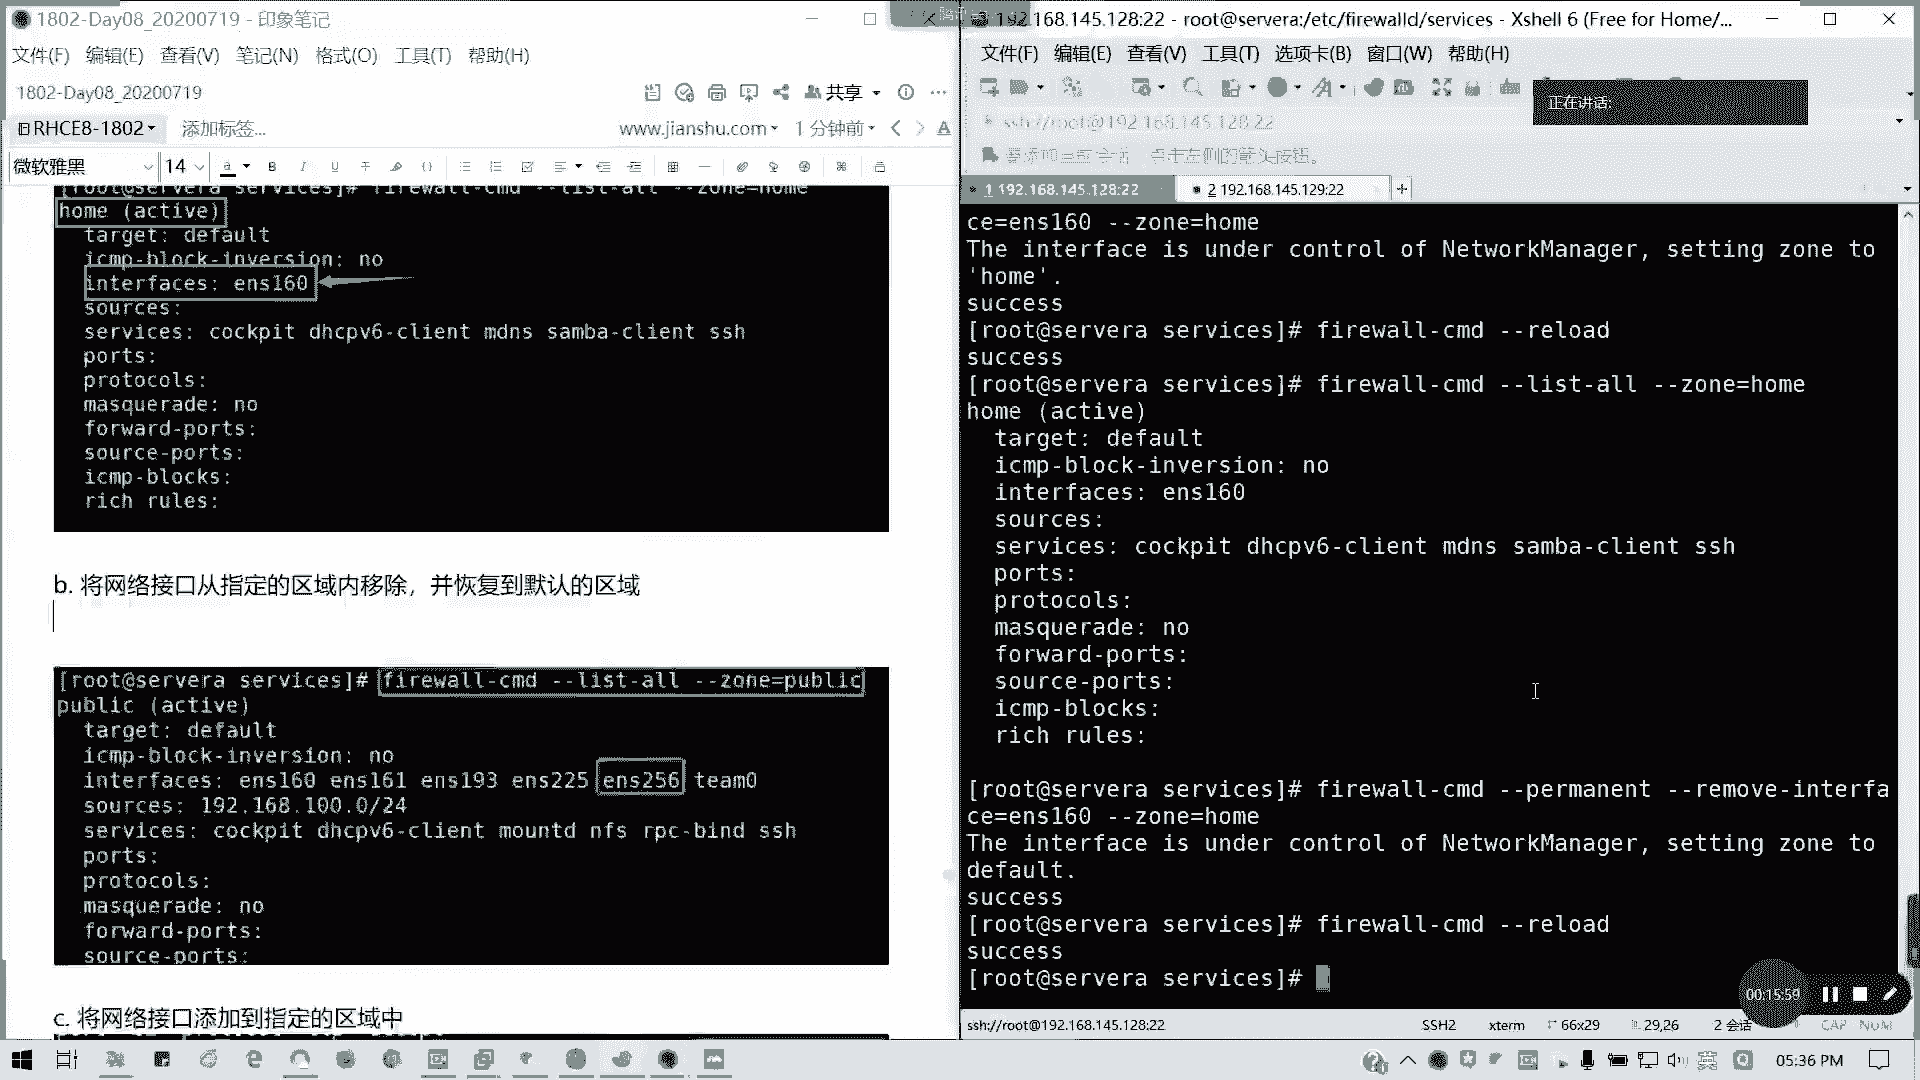 1802-Day08_20200719 - 印象笔记
文件(F) 编辑(E) 查看(V) 笔记(N) 格式(O) 工具(T) 帮助(H)
1802-Day08_20200719
共享
RHCE8-1802 添加标签...
www.jianshu.com 1 分钟前
微软雅黑 14
[root@servera services]# firewall-cmd --list-all --zone=home
home (active)
target: default
icmp-block-inversion: no
interfaces: ens160
sources:
services: cockpit dhcpv6-client mdns samba-client ssh
ports:
protocols:
masquerade: no
forward-ports:
source-ports:
icmp-blocks:
rich rules:
b. 将网络接口从指定的区域内移除，并恢复到默认的区域
[root@servera services]# firewall-cmd --list-all --zone=public
public (active)
target: default
icmp-block-inversion: no
interfaces: ens160 ens161 ens193 ens225 ens256 team0
sources: 192.168.100.0/24
services: cockpit dhcpv6-client mountd nfs rpc-bind ssh
ports:
protocols:
masquerade: no
forward-ports:
source-ports:
c. 将网络接口添加到指定的区域中
192.168.145.128:22 - root@servera:/etc/firewalld/services - Xshell 6 (Free for Home/...
文件(F) 编辑(E) 查看(V) 工具(T) 选项卡(B) 窗口(W) 帮助(H)
正在讲话:
ssh://root@192.168.145.128:22
1 192.168.145.128:22 2 192.168.145.129:22
ce=ens160 --zone=home
The interface is under control of NetworkManager, setting zone to
'home'.
success
[root@servera services]# firewall-cmd --reload
success
[root@servera services]# firewall-cmd --list-all --zone=home
home (active)
target: default
icmp-block-inversion: no
interfaces: ens160
sources:
services: cockpit dhcpv6-client mdns samba-client ssh
ports:
protocols:
masquerade: no
forward-ports:
source-ports:
icmp-blocks:
rich rules:
[root@servera services]# firewall-cmd --permanent --remove-interfa
ce=ens160 --zone=home
The interface is under control of NetworkManager, setting zone to
default.
success
[root@servera services]# firewall-cmd --reload
success
[root@servera services]#
00:15:59
ssh://root@192.168.145.128:22 SSH2 xterm 66x29 29,26 2 会话 CAP NUM
英 05:36 PM